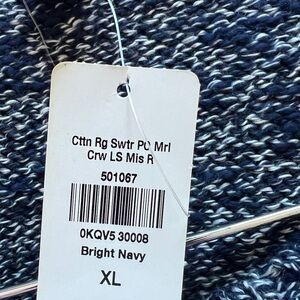 Cttn Rg Swtr PO Mrl
Crw LS Mis R
501067
0KQV5 30008
Bright Navy
XL